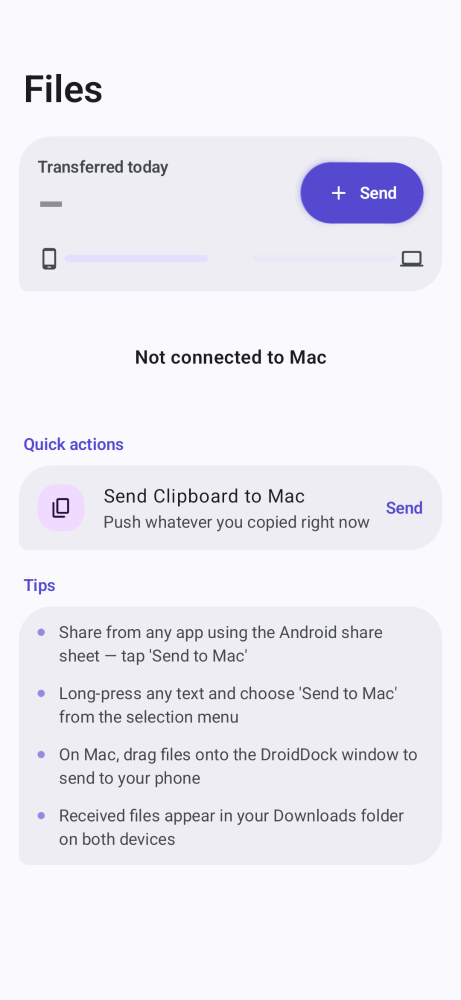 Files
Transferred today
—
Send
Not connected to Mac
Quick actions
Send Clipboard to Mac
Push whatever you copied right now
Send
Tips
Share from any app using the Android share
sheet — tap 'Send to Mac'
Long-press any text and choose 'Send to Mac'
from the selection menu
On Mac, drag files onto the DroidDock window to
send to your phone
Received files appear in your Downloads folder
on both devices